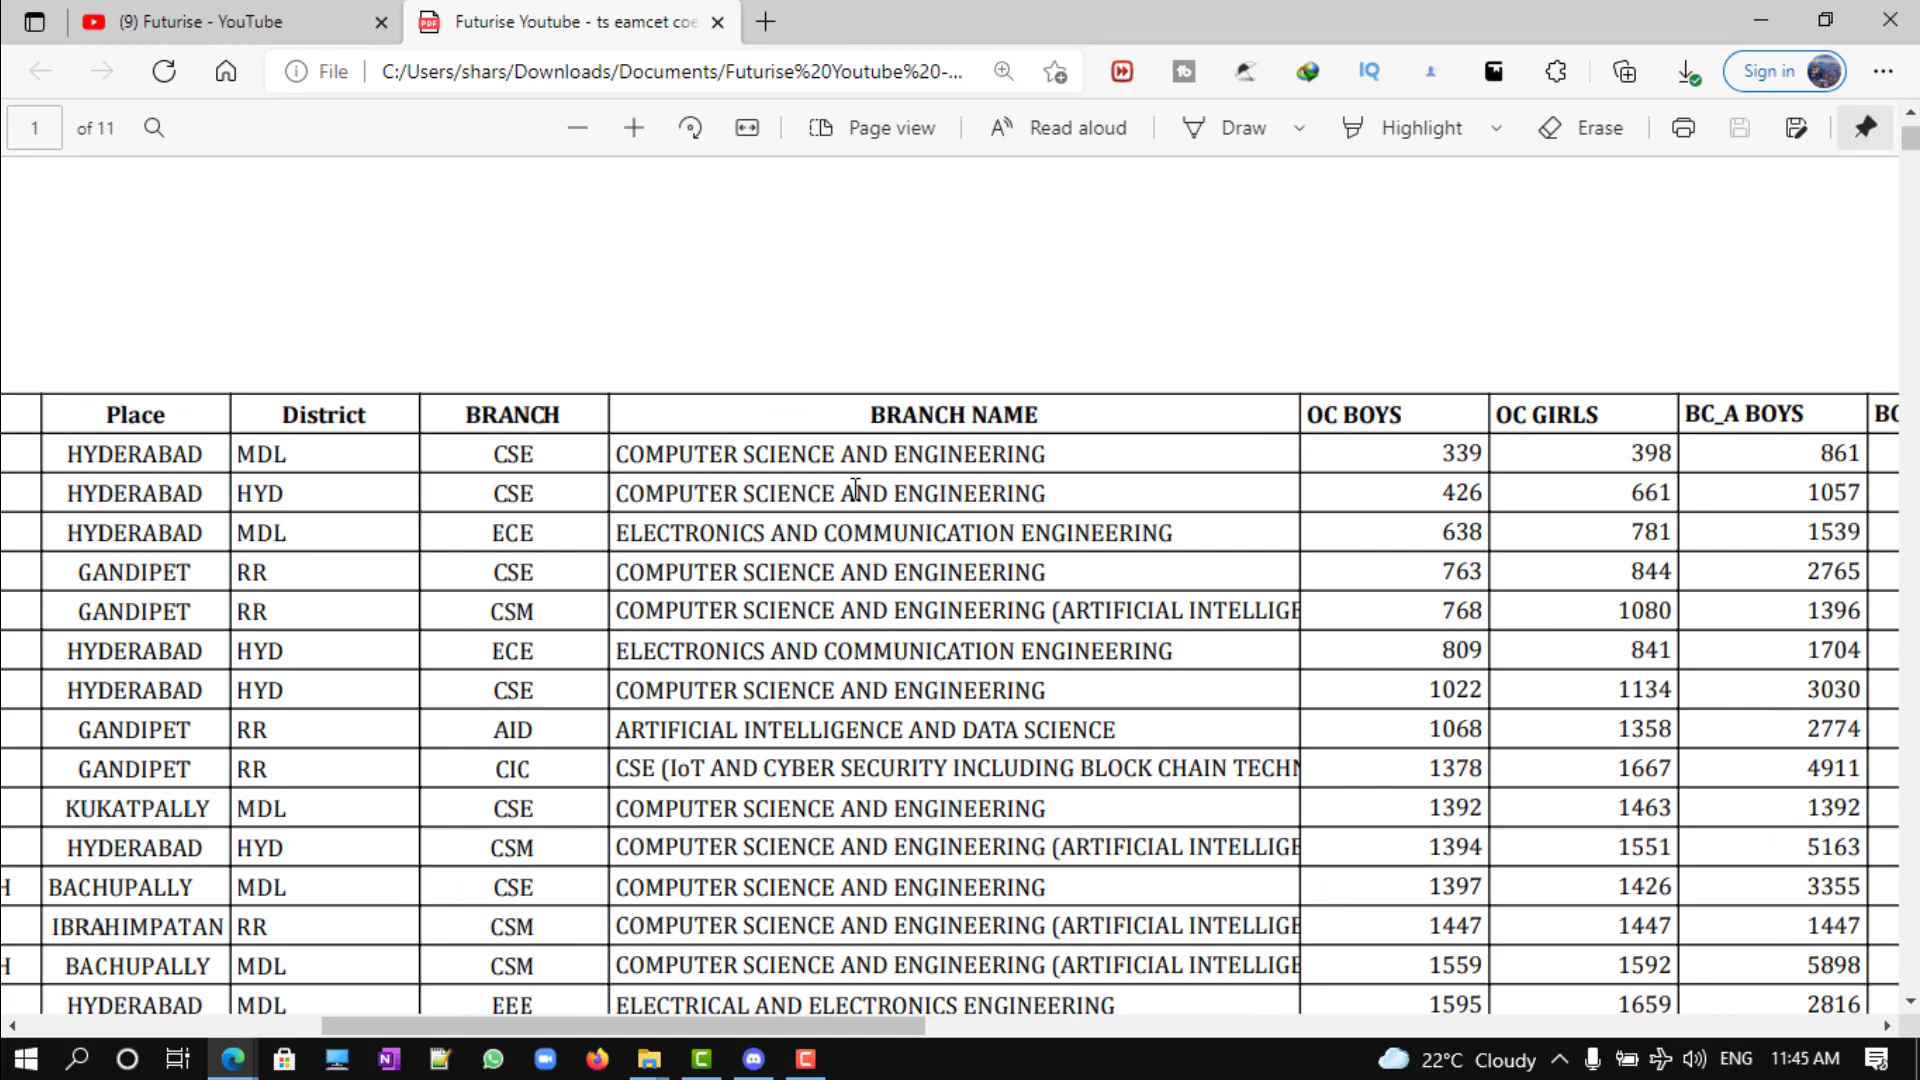 (9) Futurise - YouTube
Futurise Youtube - ts eamcet coe
File
C:/Users/shars/Downloads/Documents/Futurise%20Youtube%20-...
IQ
Sign in
1 of 11
Page view
Read aloud
Draw
Highlight
Erase
Place District BRANCH BRANCH NAME OC BOYS OC GIRLS BC_A BOYS BC
HYDERABAD MDL CSE COMPUTER SCIENCE AND ENGINEERING 339 398 861
HYDERABAD HYD CSE COMPUTER SCIENCE AND ENGINEERING 426 661 1057
HYDERABAD MDL ECE ELECTRONICS AND COMMUNICATION ENGINEERING 638 781 1539
GANDIPET RR CSE COMPUTER SCIENCE AND ENGINEERING 763 844 2765
GANDIPET RR CSM COMPUTER SCIENCE AND ENGINEERING (ARTIFICIAL INTELLIGE 768 1080 1396
HYDERABAD HYD ECE ELECTRONICS AND COMMUNICATION ENGINEERING 809 841 1704
HYDERABAD HYD CSE COMPUTER SCIENCE AND ENGINEERING 1022 1134 3030
GANDIPET RR AID ARTIFICIAL INTELLIGENCE AND DATA SCIENCE 1068 1358 2774
GANDIPET RR CIC CSE (IoT AND CYBER SECURITY INCLUDING BLOCK CHAIN TECHN 1378 1667 4911
KUKATPALLY MDL CSE COMPUTER SCIENCE AND ENGINEERING 1392 1463 1392
HYDERABAD HYD CSM COMPUTER SCIENCE AND ENGINEERING (ARTIFICIAL INTELLIGE 1394 1551 5163
H BACHUPALLY MDL CSE COMPUTER SCIENCE AND ENGINEERING 1397 1426 3355
IBRAHIMPATAN RR CSM COMPUTER SCIENCE AND ENGINEERING (ARTIFICIAL INTELLIGE 1447 1447 1447
H BACHUPALLY MDL CSM COMPUTER SCIENCE AND ENGINEERING (ARTIFICIAL INTELLIGE 1559 1592 5898
HYDERABAD MDL EEE ELECTRICAL AND ELECTRONICS ENGINEERING 1595 1659 2816
22°C Cloudy
ENG
11:45 AM